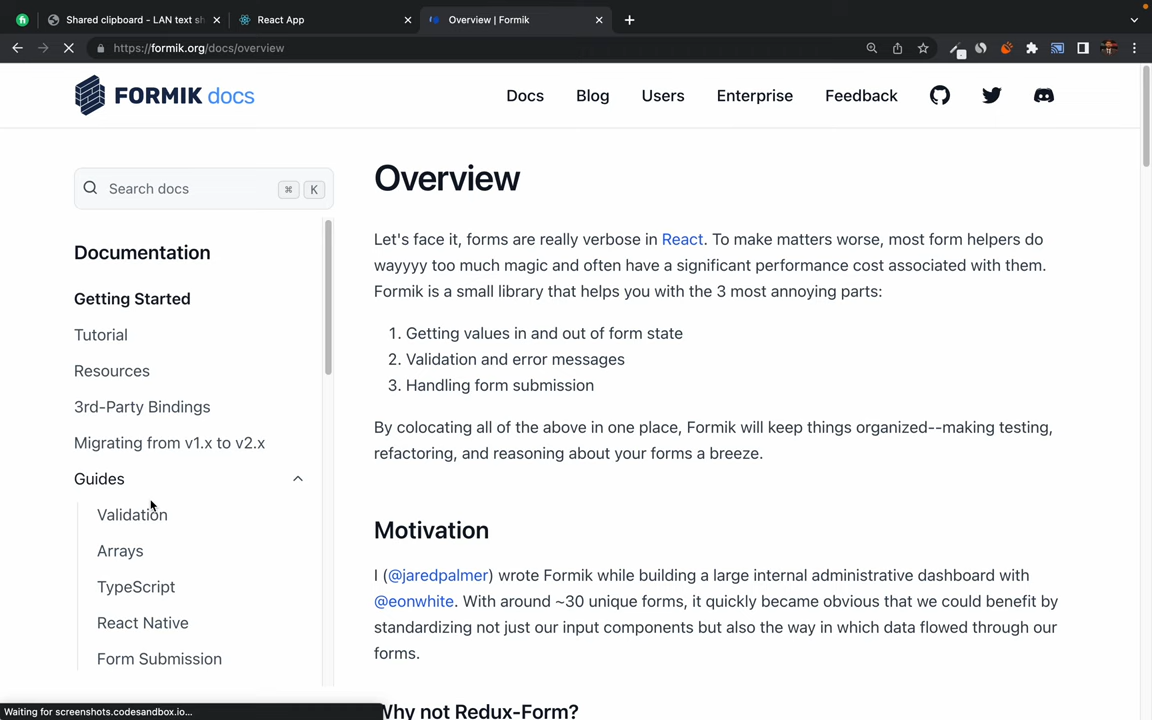 Shared clipboard - LAN text sh
React App
Overview | Formik
https://formik.org/docs/overview
FORMIK docs
Docs
Blog
Users
Enterprise
Feedback
Search docs
⌘ K
Documentation
Getting Started
Tutorial
Resources
3rd-Party Bindings
Migrating from v1.x to v2.x
Guides
Validation
Arrays
TypeScript
React Native
Form Submission
Overview
Let's face it, forms are really verbose in React. To make matters worse, most form helpers do
wayyyy too much magic and often have a significant performance cost associated with them.
Formik is a small library that helps you with the 3 most annoying parts:
1. Getting values in and out of form state
2. Validation and error messages
3. Handling form submission
By colocating all of the above in one place, Formik will keep things organized--making testing,
refactoring, and reasoning about your forms a breeze.
Motivation
I (@jaredpalmer) wrote Formik while building a large internal administrative dashboard with
@eonwhite. With around ~30 unique forms, it quickly became obvious that we could benefit by
standardizing not just our input components but also the way in which data flowed through our
forms.
Why not Redux-Form?
Waiting for screenshots.codesandbox.io...